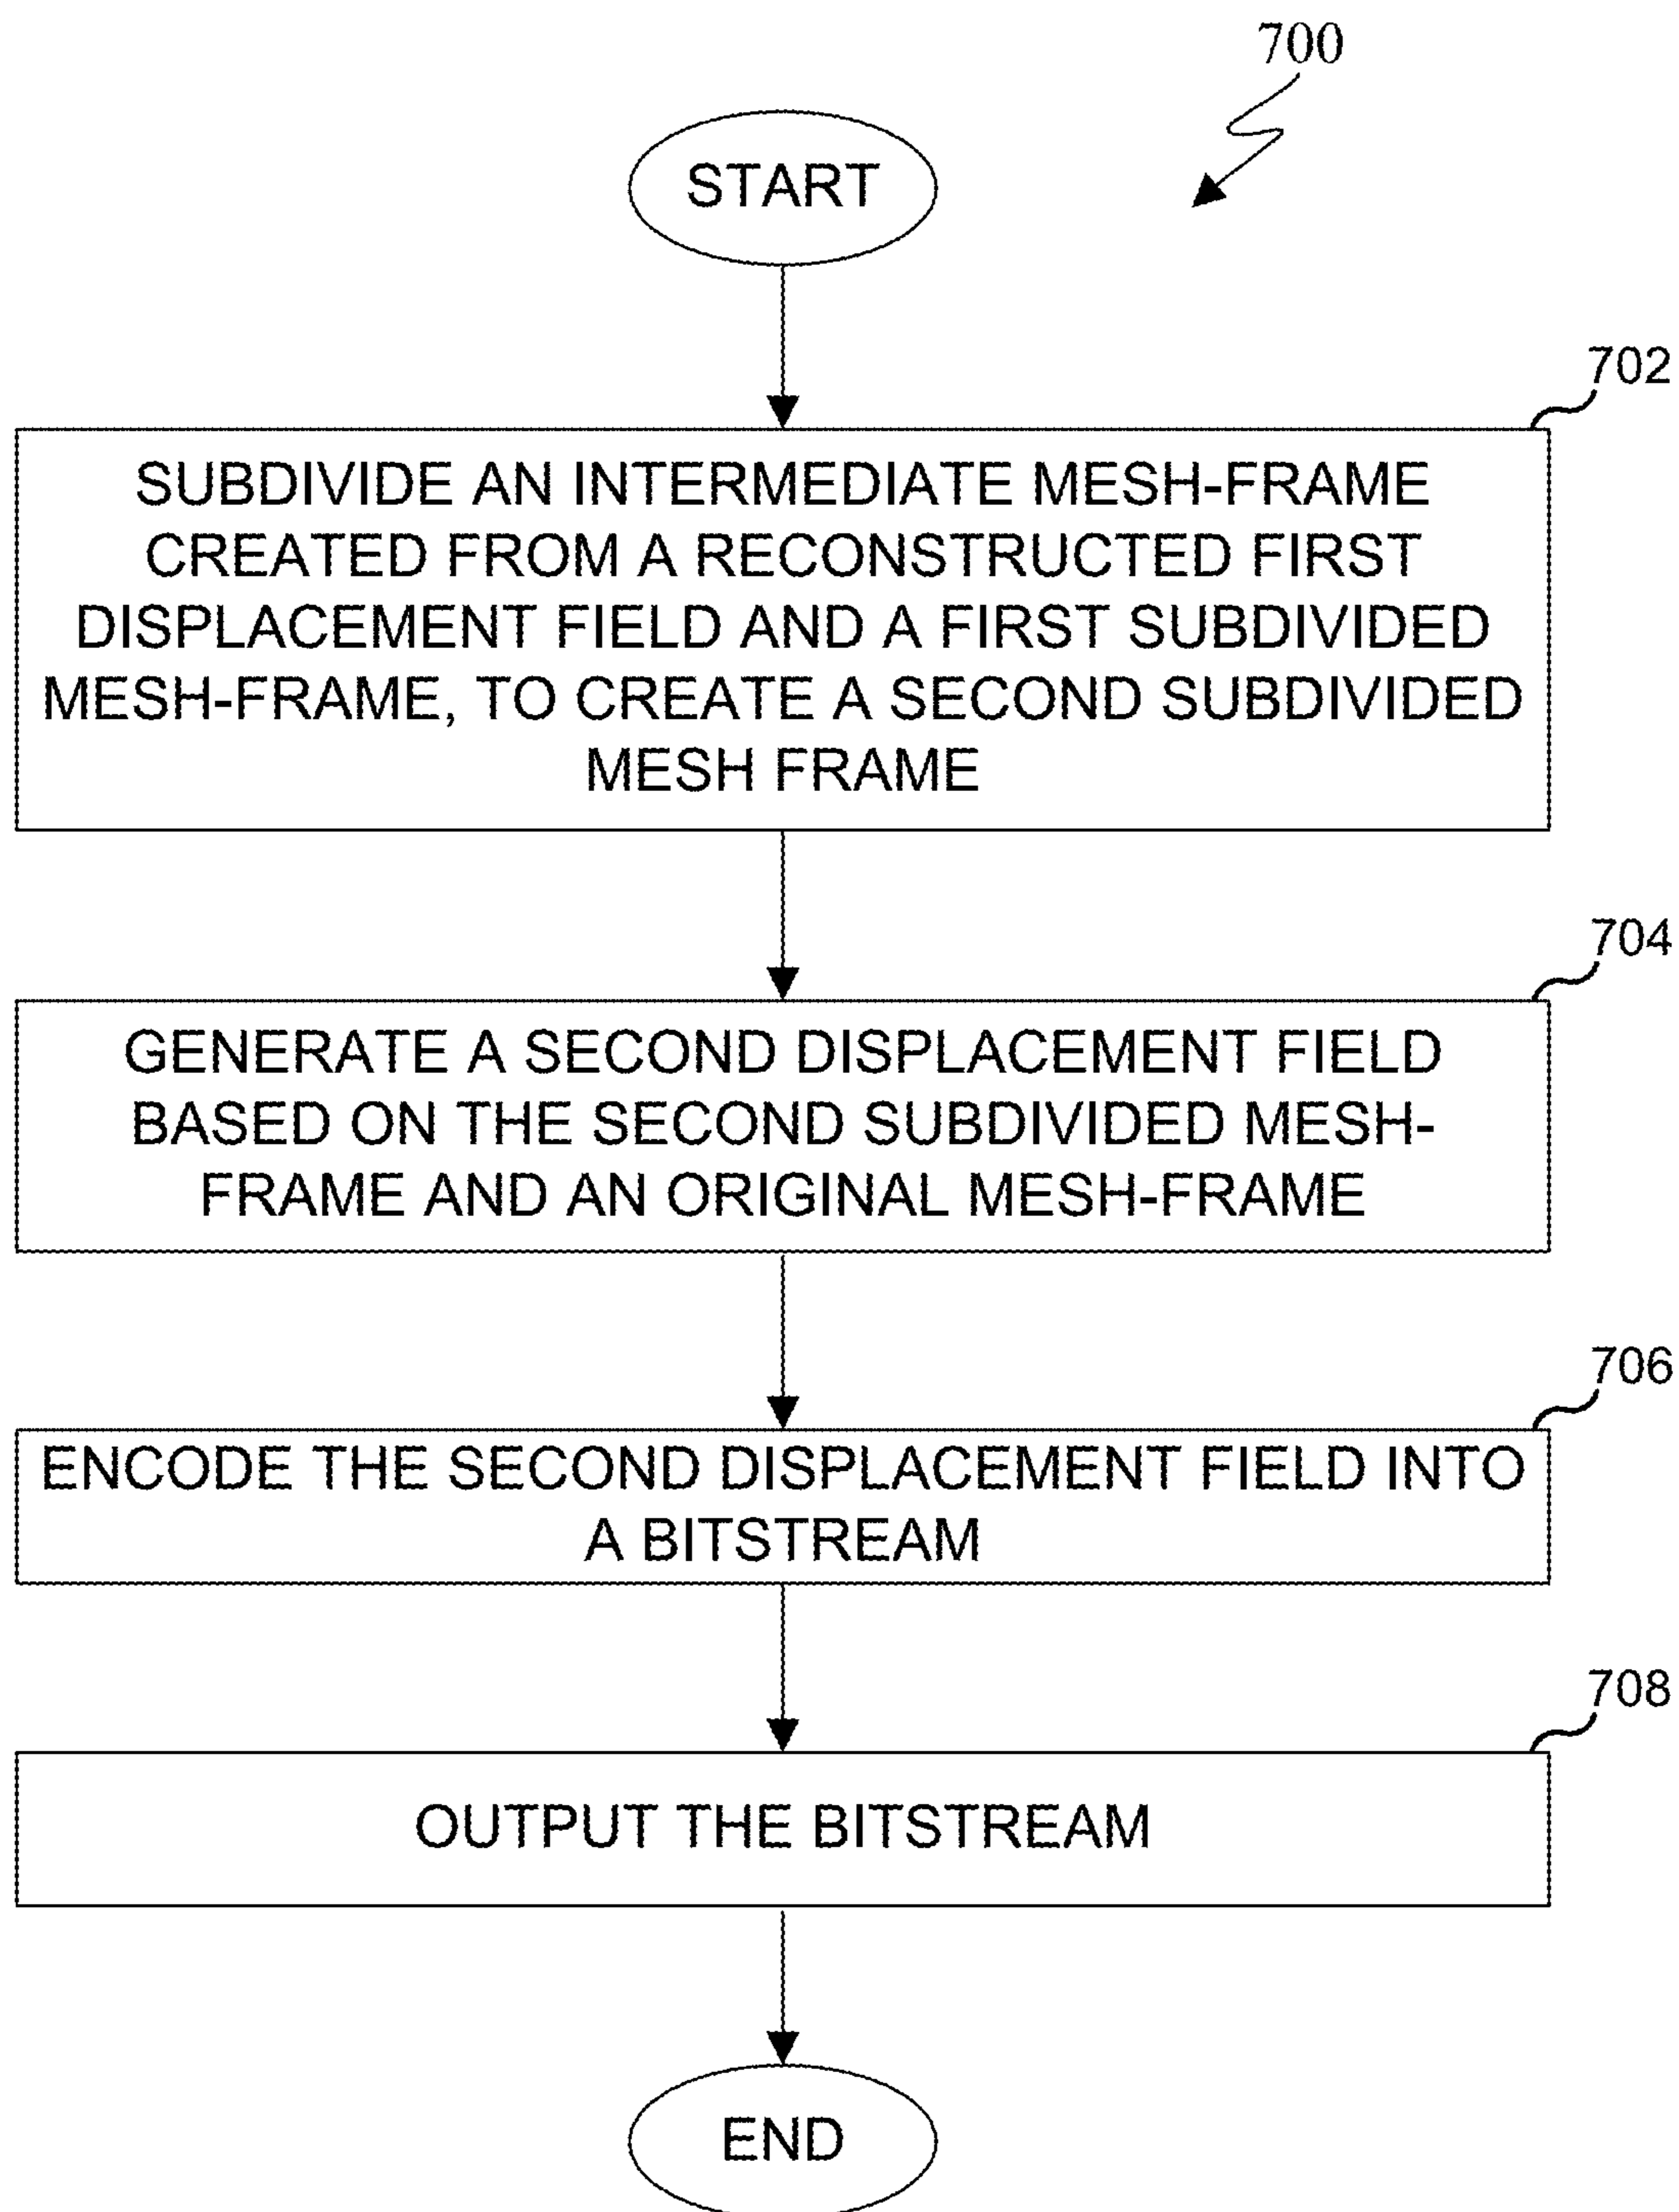 700
START
702
SUBDIVIDE AN INTERMEDIATE MESH-FRAME
CREATED FROM A RECONSTRUCTED FIRST
DISPLACEMENT FIELD AND A FIRST SUBDIVIDED
MESH-FRAME, TO CREATE A SECOND SUBDIVIDED
MESH FRAME
704
GENERATE A SECOND DISPLACEMENT FIELD
BASED ON THE SECOND SUBDIVIDED MESH-
FRAME AND AN ORIGINAL MESH-FRAME
706
ENCODE THE SECOND DISPLACEMENT FIELD INTO
A BITSTREAM
708
OUTPUT THE BITSTREAM
END